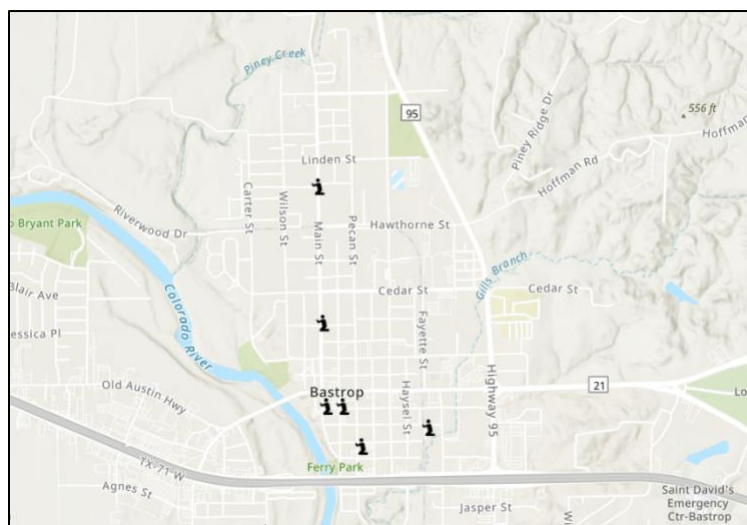 Piney Creek
95
556 ft
Piney Ridge Dr
Hoffman
Linden St
Hoffman Rd
Carter St
Wilson St
Main St
Pecan St
Riverwood Dr
o Bryant Park
Hawthorne St
Gills Branch
Blair Ave
Cedar St
Cedar St
Colorado River
Fayette St
essica Pl
Old Austin Hwy
Bastrop
Haysel St
Highway 95
21
Lo
TX-71 W
Ferry Park
Agnes St
Jasper St
W
Saint David's
Emergency
Ctr-Bastrop